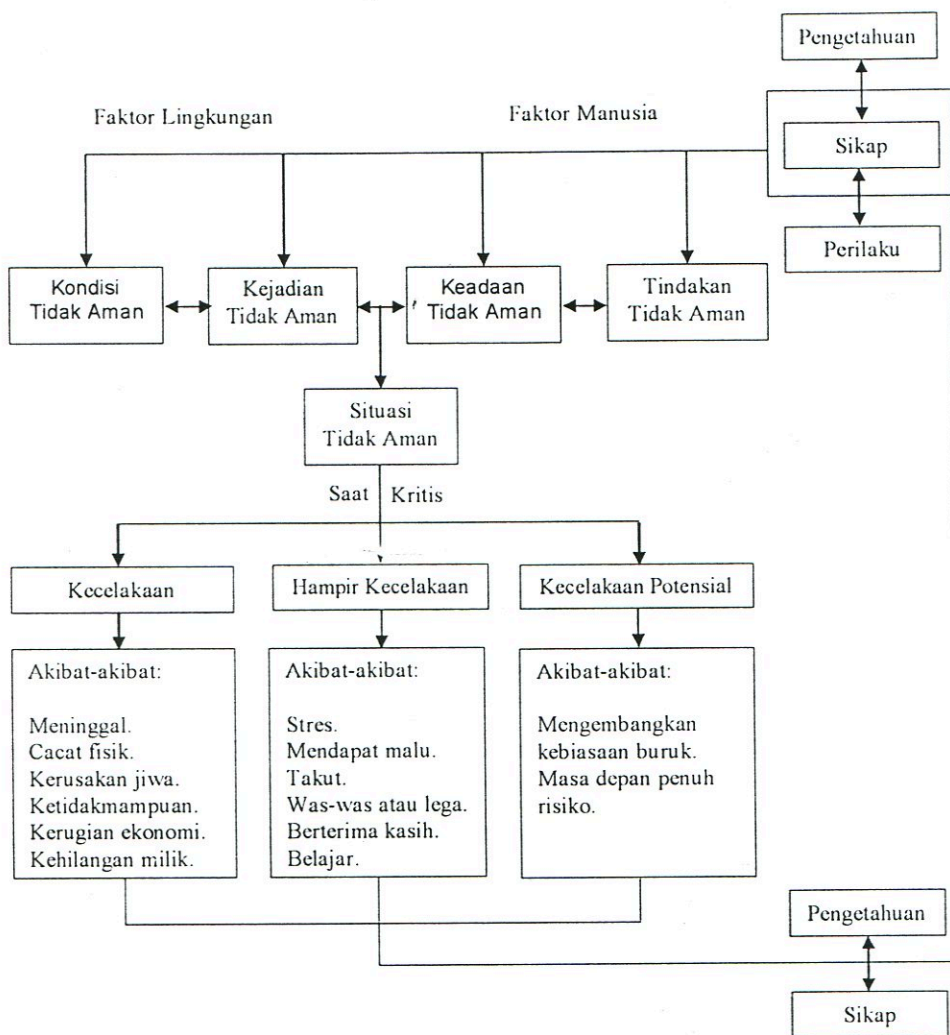 Pengetahuan
Faktor Lingkungan
Faktor Manusia
Sikap
Perilaku
Kondisi
Tidak Aman
Kejadian
Tidak Aman
Keadaan
Tidak Aman
Tindakan
Tidak Aman
Situasi
Tidak Aman
Saat Kritis
Kecelakaan
Hampir Kecelakaan
Kecelakaan Potensial
Akibat-akibat:
Meninggal.
Cacat fisik.
Kerusakan jiwa.
Ketidakmampuan.
Kerugian ekonomi.
Kehilangan milik.
Akibat-akibat:
Stres.
Mendapat malu.
Takut.
Was-was atau lega.
Berterima kasih.
Belajar.
Akibat-akibat:
Mengembangkan
kebiasaan buruk.
Masa depan penuh
risiko.
Pengetahuan
Sikap